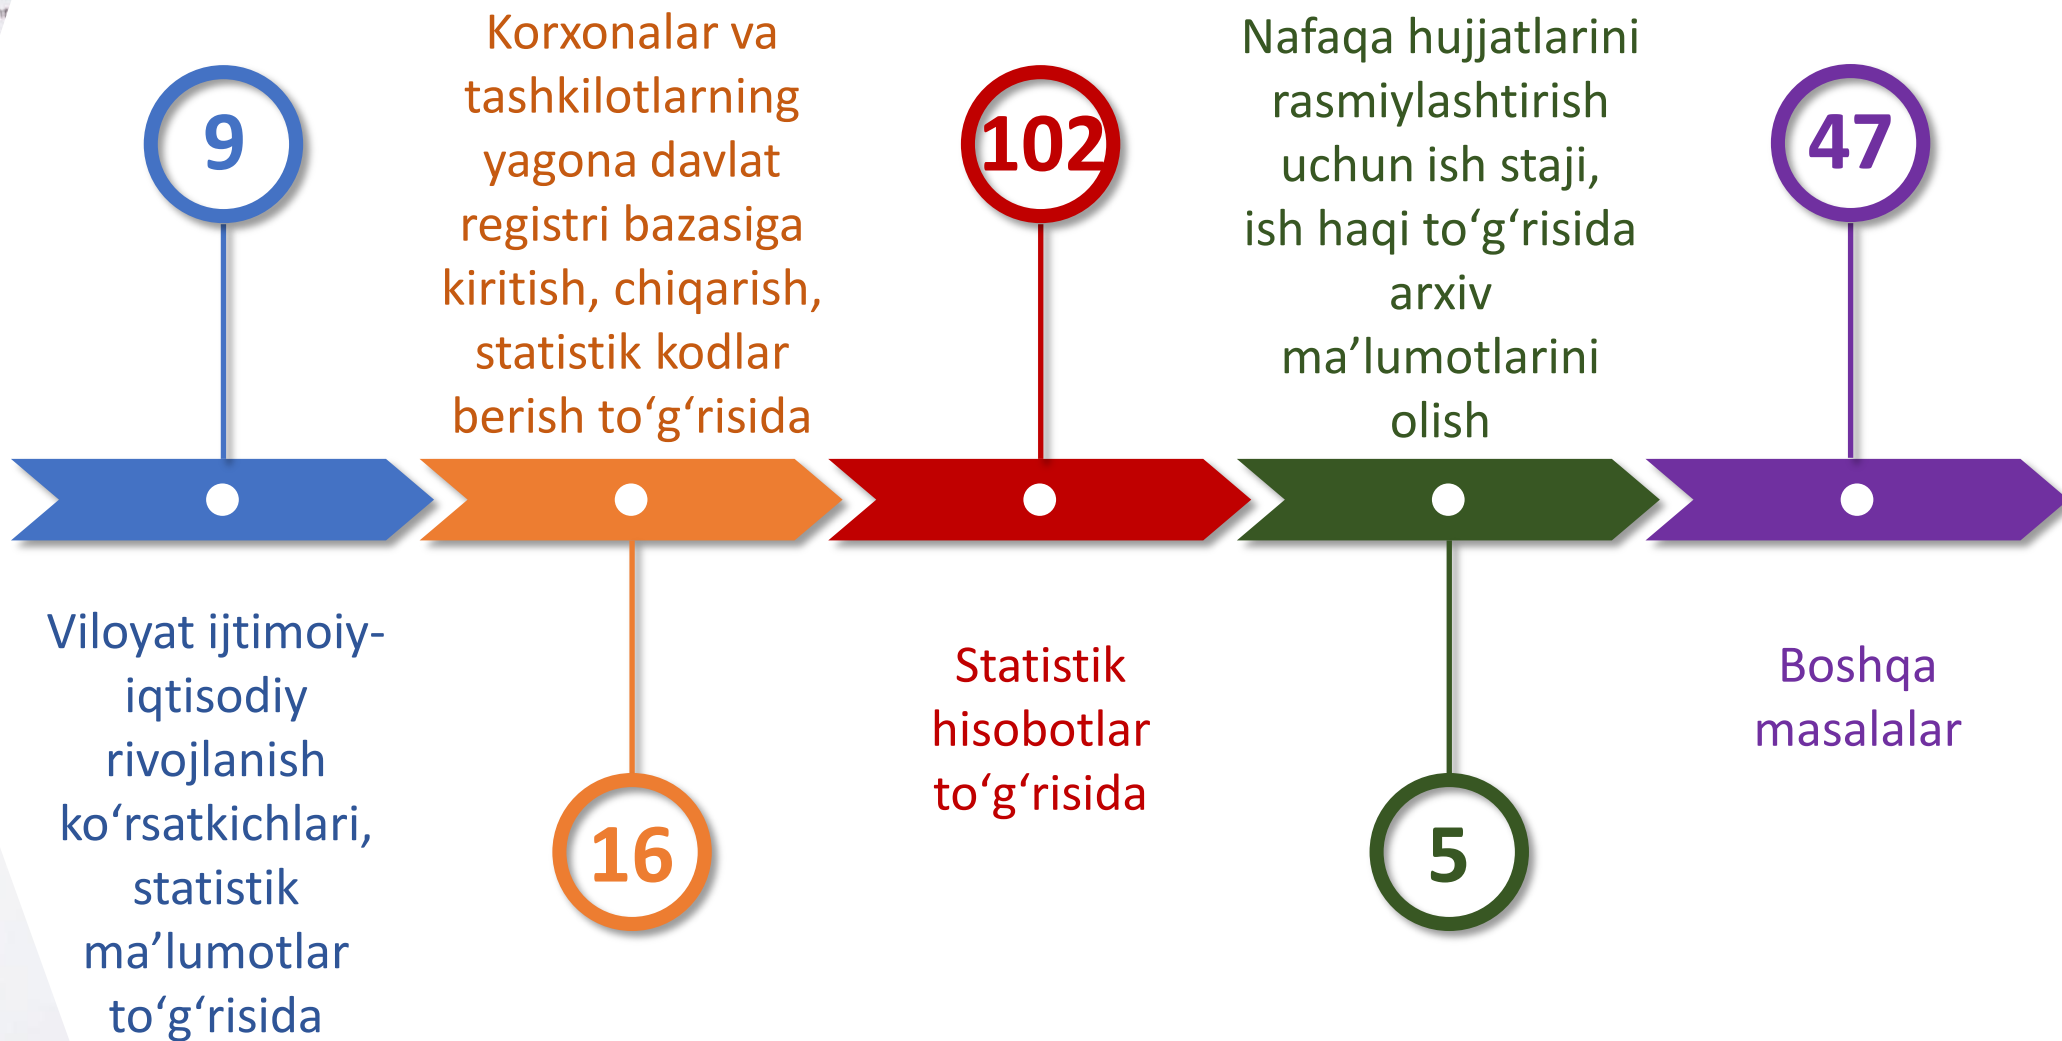 9
Viloyat ijtimoiy-
iqtisodiy
rivojlanish
ko‘rsatkichlari,
statistik
ma’lumotlar
to‘g‘risida
Korxonalar va
tashkilotlarning
yagona davlat
registri bazasiga
kiritish, chiqarish,
statistik kodlar
berish to‘g‘risida
16
102
Statistik
hisobotlar
to‘g‘risida
Nafaqa hujjatlarini
rasmiylashtirish
uchun ish staji,
ish haqi to‘g‘risida
arxiv
ma’lumotlarini
olish
5
47
Boshqa
masalalar